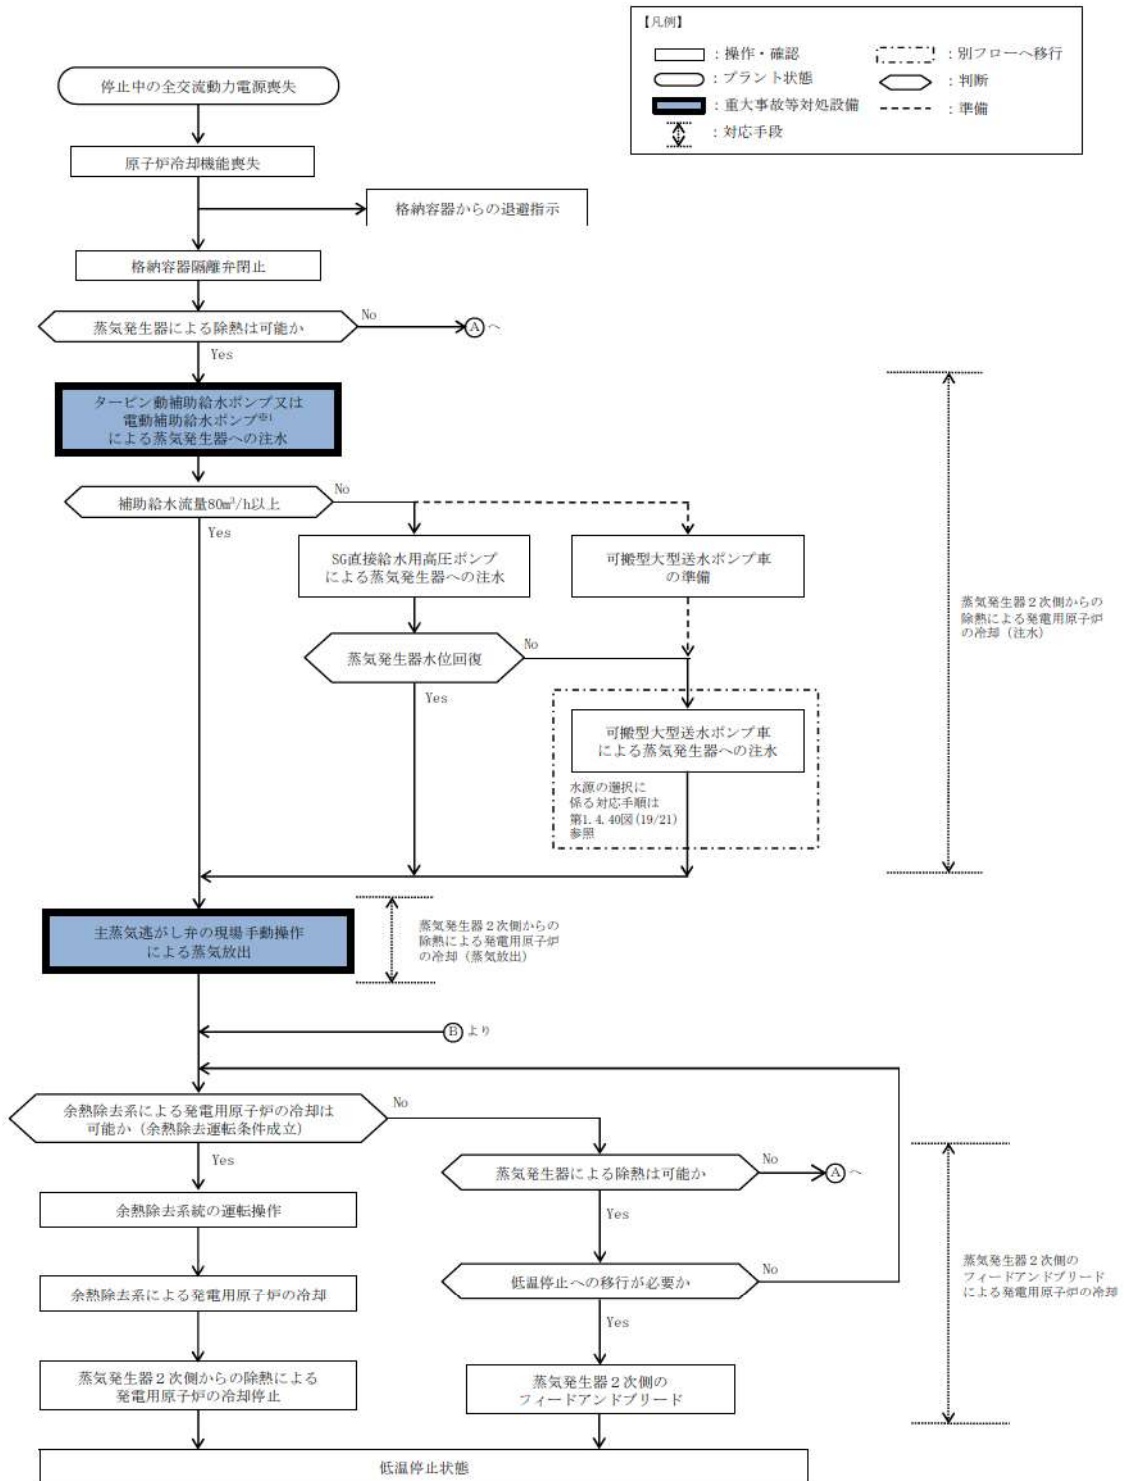 【凡例】
：操作・確認
：別フローへ移行
：プラント状態
：判断
：重大事故等対処設備
：準備
：対応手段
停止中の全交流動力電源喪失
原子炉冷却機能喪失
格納容器からの退避指示
格納容器隔離弁閉止
蒸気発生器による除熱は可能か
No
Ⓐへ
Yes
タービン動補助給水ポンプ又は
電動補助給水ポンプ※1
による蒸気発生器への注水
補助給水流量80m³/h以上
No
Yes
SG直接給水用高圧ポンプ
による蒸気発生器への注水
可搬型大型送水ポンプ車
の準備
蒸気発生器水位回復
No
Yes
可搬型大型送水ポンプ車
による蒸気発生器への注水
水源の選択に
係る対応手順は
第1.4.40図(19/21)
参照
蒸気発生器２次側からの
除熱による発電用原子炉
の冷却（注水）
主蒸気逃がし弁の現場手動操作
による蒸気放出
蒸気発生器２次側からの
除熱による発電用原子炉
の冷却（蒸気放出）
Ⓑより
余熱除去系による発電用原子炉の冷却は
可能か（余熱除去運転条件成立）
No
Yes
蒸気発生器による除熱は可能か
No
Ⓐへ
Yes
余熱除去系統の運転操作
低温停止への移行が必要か
No
Yes
余熱除去系による発電用原子炉の冷却
蒸気発生器２次側からの除熱による
発電用原子炉の冷却停止
蒸気発生器２次側の
フィードアンドブリード
蒸気発生器２次側の
フィードアンドブリード
による発電用原子炉の冷却
低温停止状態